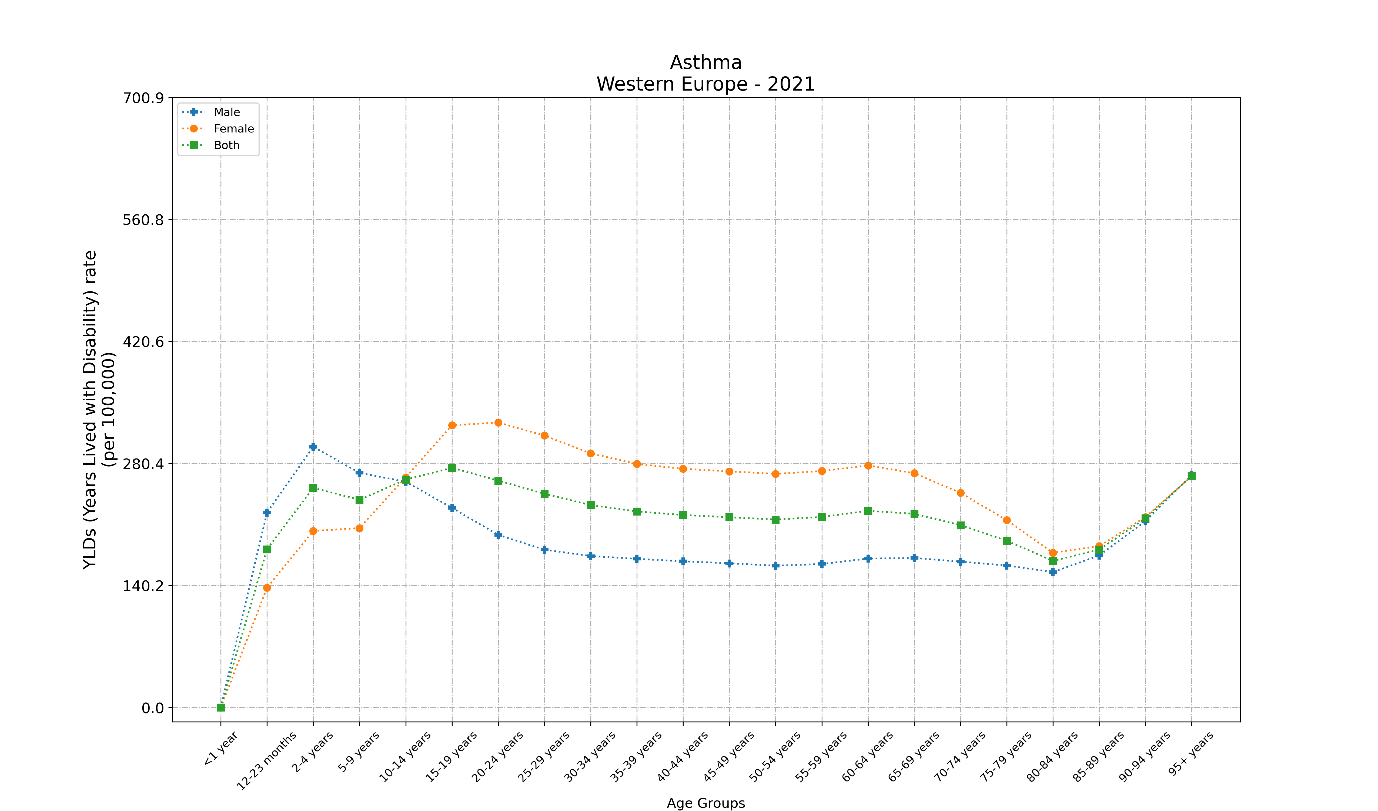 Asthma
Western Europe - 2021
Male
Female
Both
YLDs (Years Lived with Disability) rate
(per 100,000)
700.9
560.8
420.6
280.4
140.2
0.0
<1 year
12-23 months
2-4 years
5-9 years
10-14 years
15-19 years
20-24 years
25-29 years
30-34 years
35-39 years
40-44 years
45-49 years
50-54 years
55-59 years
60-64 years
65-69 years
70-74 years
75-79 years
80-84 years
85-89 years
90-94 years
95+ years
Age Groups